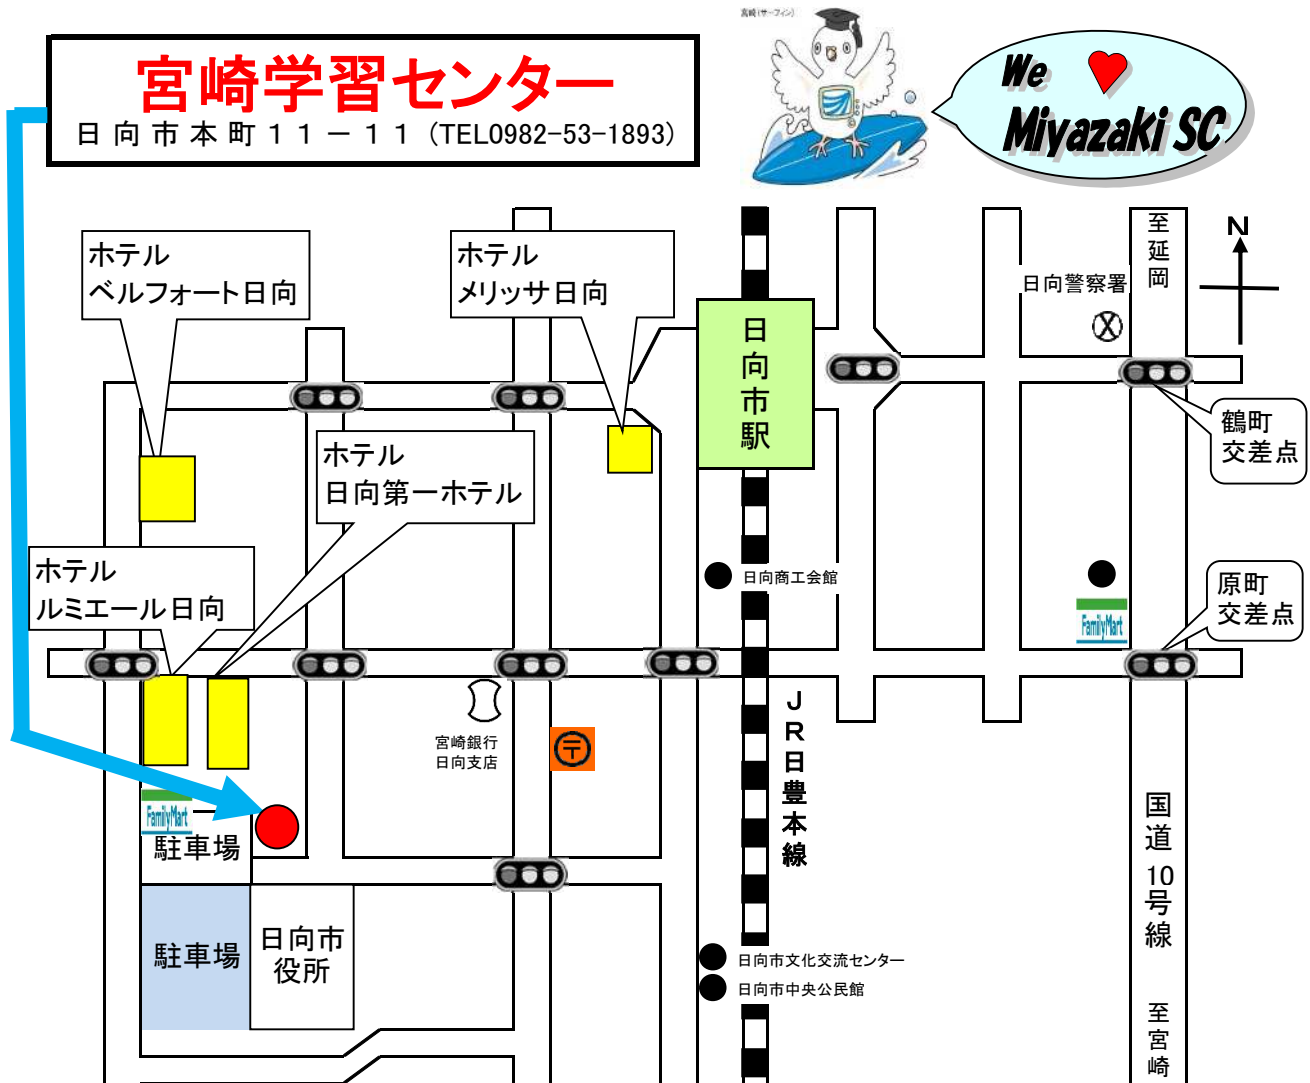 宮崎(サーフィン)
宮崎学習センター
日向市本町11－11(TEL0982-53-1893)
We
Miyazaki SC
ホテル
ベルフォート日向
ホテル
メリッサ日向
日向市駅
日向警察署
至延岡
N
鶴町
交差点
ホテル
日向第一ホテル
ホテル
ルミエール日向
日向商工会館
FamilyMart
原町
交差点
宮崎銀行
日向支店
〒
JR日豊本線
FamilyMart
駐車場
駐車場
日向市
役所
国道10号線
日向市文化交流センター
日向市中央公民館
至宮崎